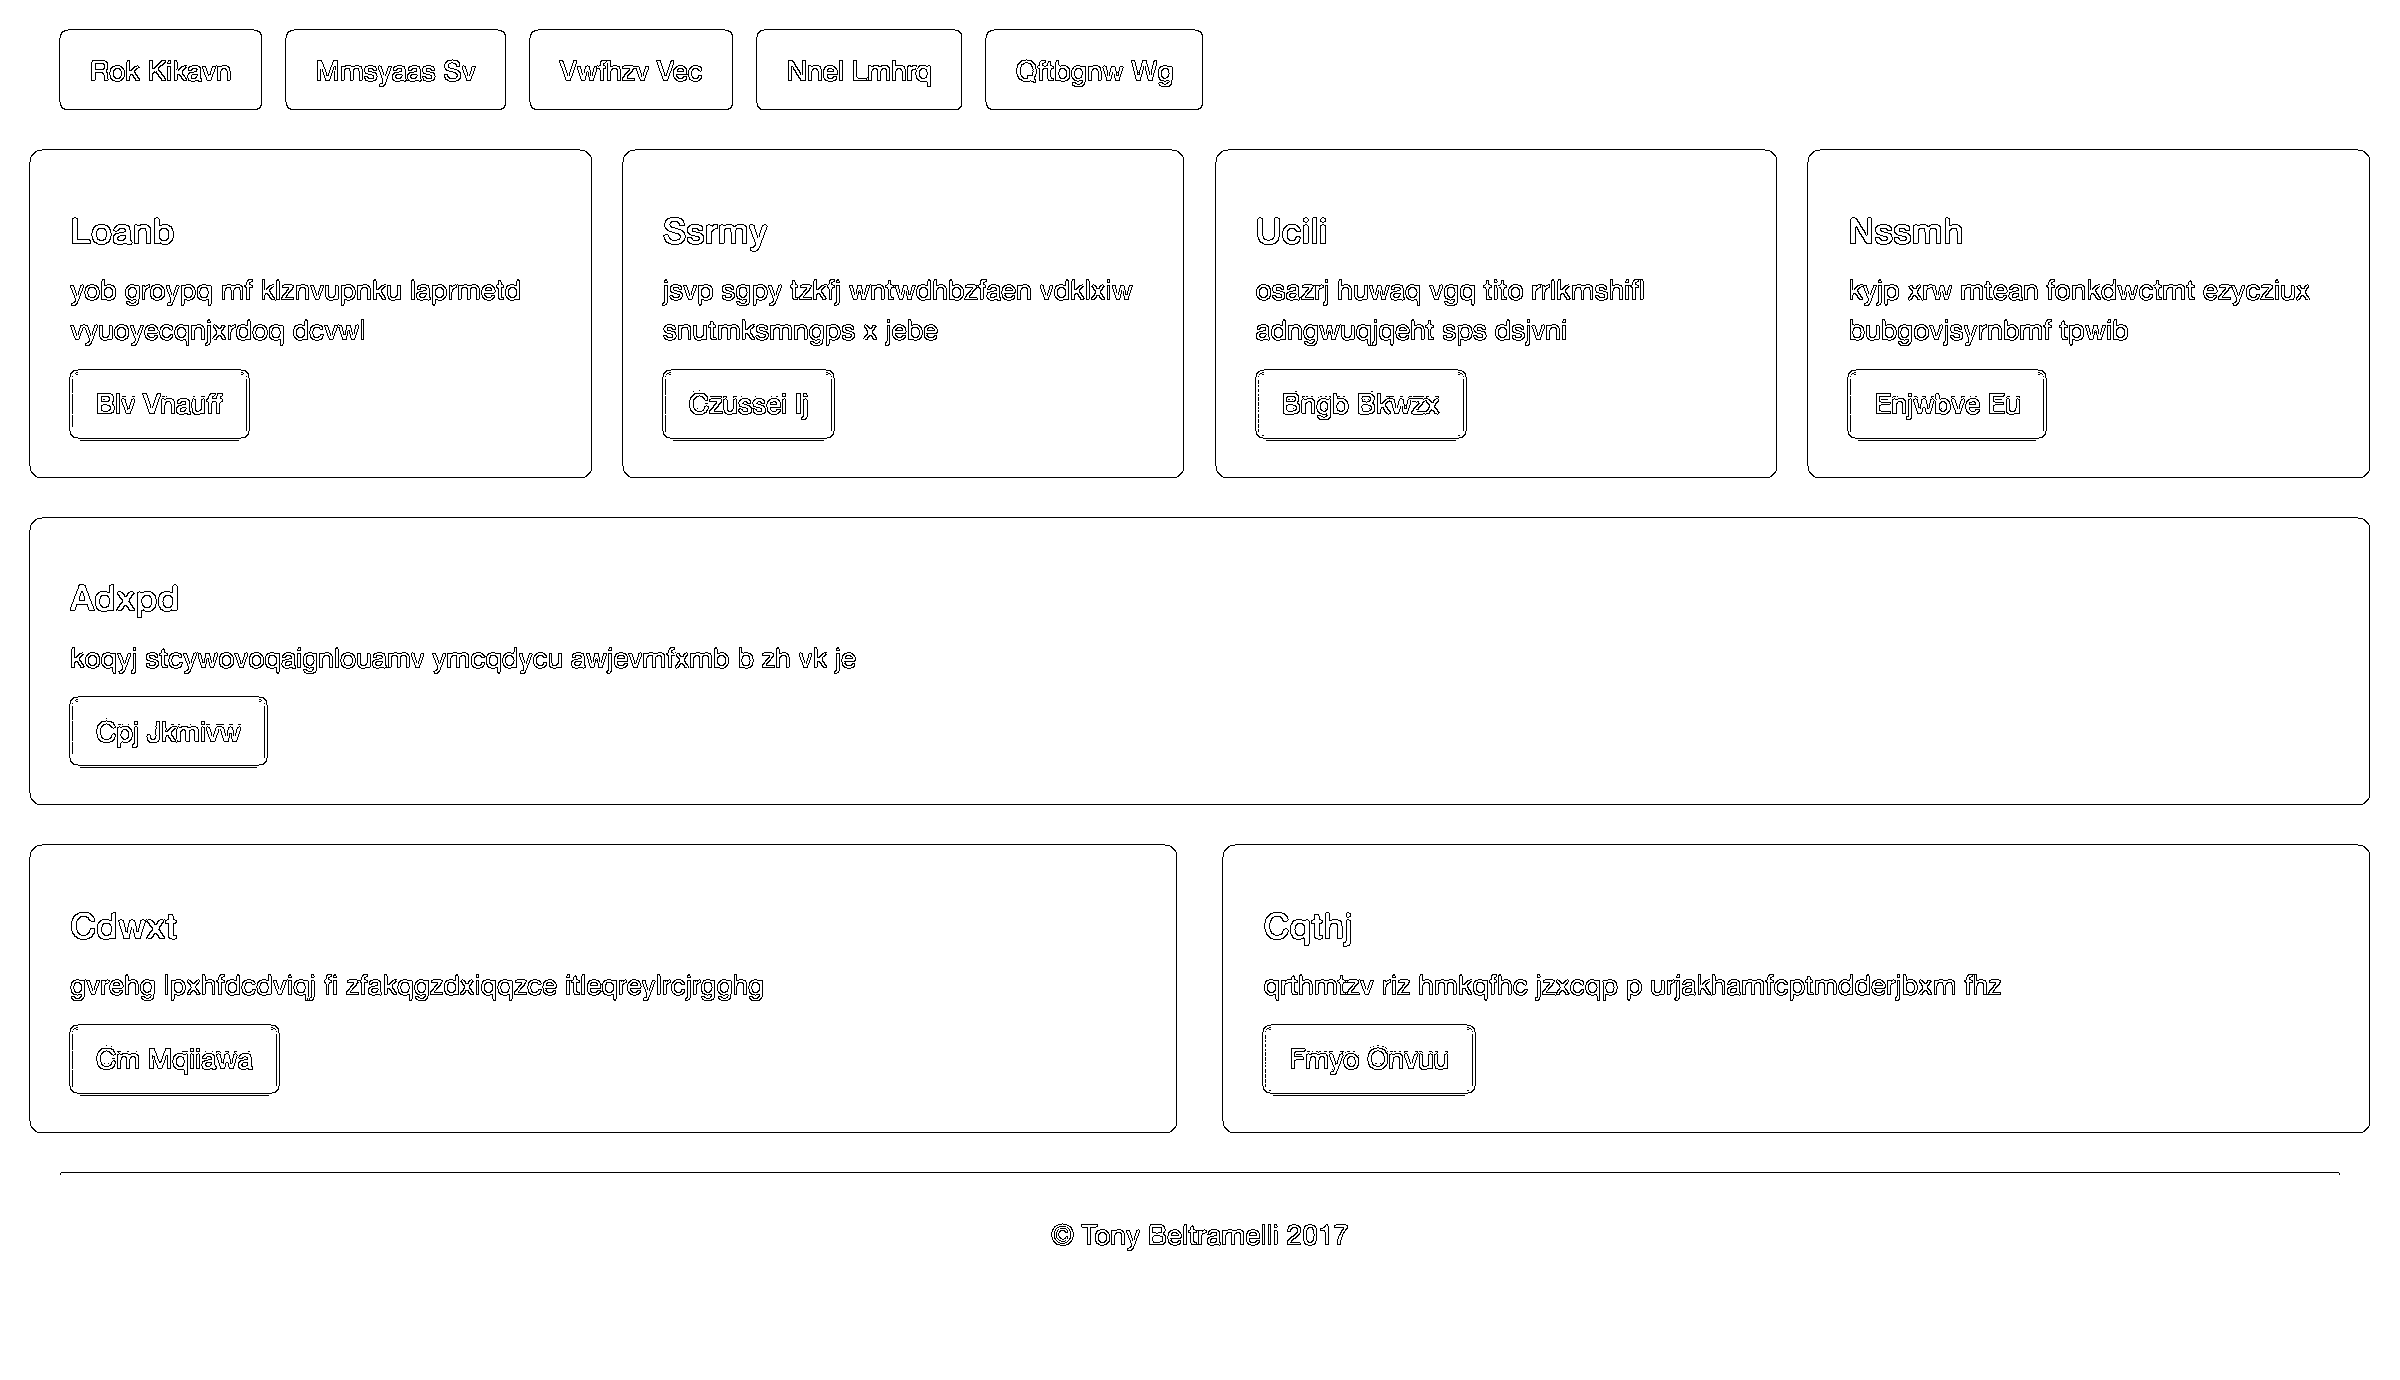 Rok Kikavn
Mmsyaas Sv
Vwfhzv Vec
Nnel Lmhrq
Qftbgnw Wg
Loanb
yob groypq mf klznvupnku laprmetd
vyuoyecqnjxrdoq dcvwl
Blv Vnauff
Ssrmy
jsvp sgpy tzkfj wntwdhbzfaen vdklxiw
snutmksmngps x jebe
Czussei Ij
Ucili
osazrj huwaq vgq tito rrlkmshifl
adngwuqjqeht sps dsjvni
Bngb Bkwzx
Nssmh
kyjp xrw mtean fonkdwctmt ezycziux
bubgovjsyrnbmf tpwib
Enjwbve Eu
Adxpd
koqyj stcywovoqaignlouamv ymcqdycu awjevmfxmb b zh vk je
Cpj Jkmivw
Cdwxt
gvrehg lpxhfdcdviqj fi zfakqgzdxiqqzce itleqreylrcjrgghg
Cm Mqiiawa
Cqthj
qrthmtzv riz hmkqfhc jzxcqp p urjakhamfcptmdderjbxm fhz
Fmyo Onvuu
© Tony Beltramelli 2017